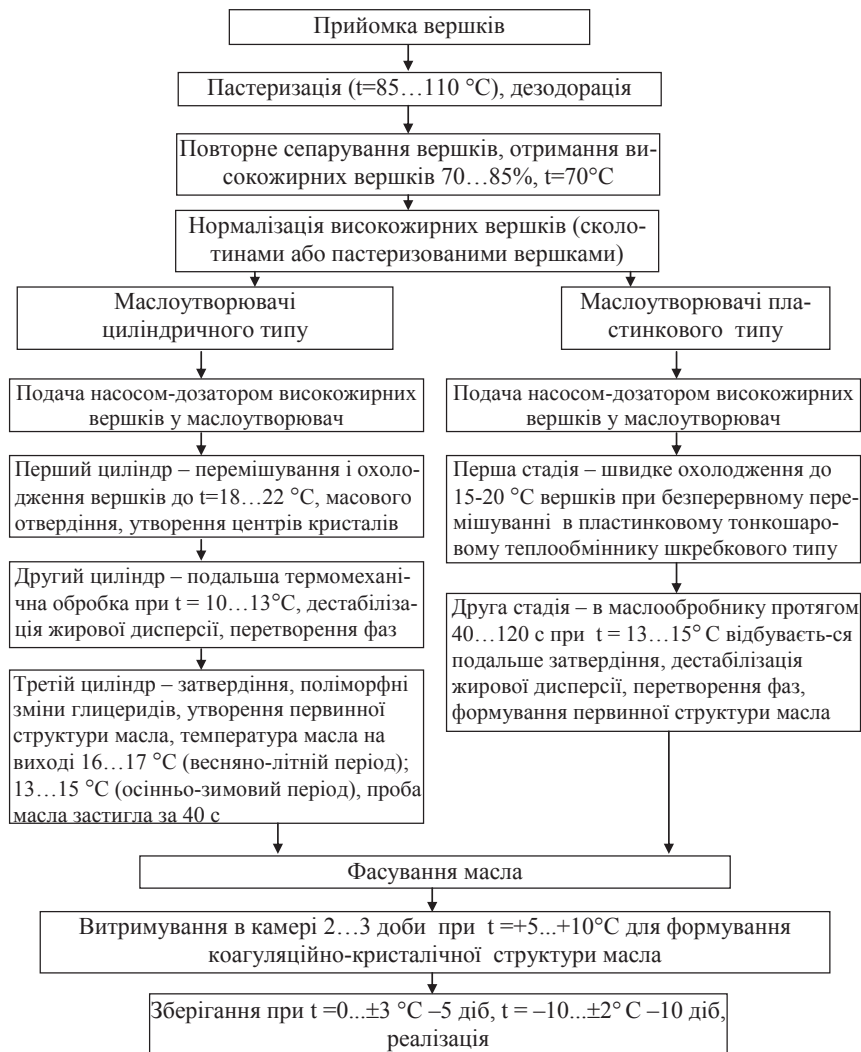 Прийомка вершків
Пастеризація (t=85…110 °С), дезодорація
Повторне сепарування вершків, отримання ви-
сокожирних вершків 70…85%, t=70°С
Нормалізація високожирних вершків (сколо-
тинами або пастеризованими вершками)
Маслоутворювачі
циліндричного типу
Подача насосом-дозатором високожирних
вершків у маслоутворювач
Перший циліндр – перемішування і охоло-
дження вершків до t=18…22 °С, масового
отвердіння, утворення центрів кристалів
Другий циліндр – подальша термомехані-
чна обробка при t = 10…13°С, дестабіліза-
ція жирової дисперсії, перетворення фаз
Третій циліндр – затвердіння, поліморфні
зміни глицеридів, утворення первинної
структури масла, температура масла на
виході 16…17 °С (весняно-літній період);
13…15 °С (осінньо-зимовий період), проба
масла застигла за 40 с
Маслоутворювачі пла-
стинкового типу
Подача насосом-дозатором високожирних
вершків у маслоутворювач
Перша стадія – швидке охолодження до
15-20 °С вершків при безперервному пере-
мішуванні в пластинковому тонкошаро-
вому теплообміннику шкребкового типу
Друга стадія – в маслообробнику протягом
40…120 с при t = 13…15° С відбуваєть-ся
подальше затвердіння, дестабілізація
жирової дисперсії, перетворення фаз,
формування первинної структури масла
Фасування масла
Витримування в камері 2…3 доби при t =+5...+10°С для формування
коагуляційно-кристалічної структури масла
Зберігання при t =0...±3 °С –5 діб, t = –10...±2° С –10 діб,
реалізація